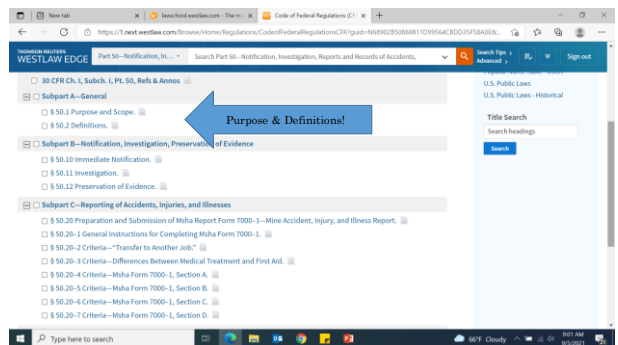 New tab
lawschool.westlaw.com - The mo
Code of Federal Regulations (CF
https://1.next.westlaw.com/Browse/Home/Regulations/CodeofFederalRegulationsCFR?guid=N68902850869811D99564CBDD35F58A0E&...
THOMSON REUTERS
WESTLAW EDGE
Part 50—Notification, In...
Search Part 50—Notification, Investigation, Reports and Records of Accidents,
Search Tips
Advanced
Sign out
30 CFR Ch. I, Subch. I, Pt. 50, Refs & Annos
Subpart A—General
§ 50.1 Purpose and Scope.
§ 50.2 Definitions.
Purpose & Definitions!
Subpart B—Notification, Investigation, Preservation of Evidence
§ 50.10 Immediate Notification.
§ 50.11 Investigation.
§ 50.12 Preservation of Evidence.
Subpart C—Reporting of Accidents, Injuries, and Illnesses
§ 50.20 Preparation and Submission of Msha Report Form 7000-1—Mine Accident, Injury, and Illness Report.
§ 50.20-1 General Instructions for Completing Msha Form 7000-1.
§ 50.20-2 Criteria—"Transfer to Another Job."
§ 50.20-3 Criteria—Differences Between Medical Treatment and First Aid.
§ 50.20-4 Criteria—Msha Form 7000-1, Section A.
§ 50.20-5 Criteria—Msha Form 7000-1, Section B.
§ 50.20-6 Criteria—Msha Form 7000-1, Section C.
§ 50.20-7 Criteria—Msha Form 7000-1, Section D.
U.S. Public Laws
U.S. Public Laws - Historical
Title Search
Search headings
Search
Type here to search
66°F Cloudy
9:01 AM
9/5/2021